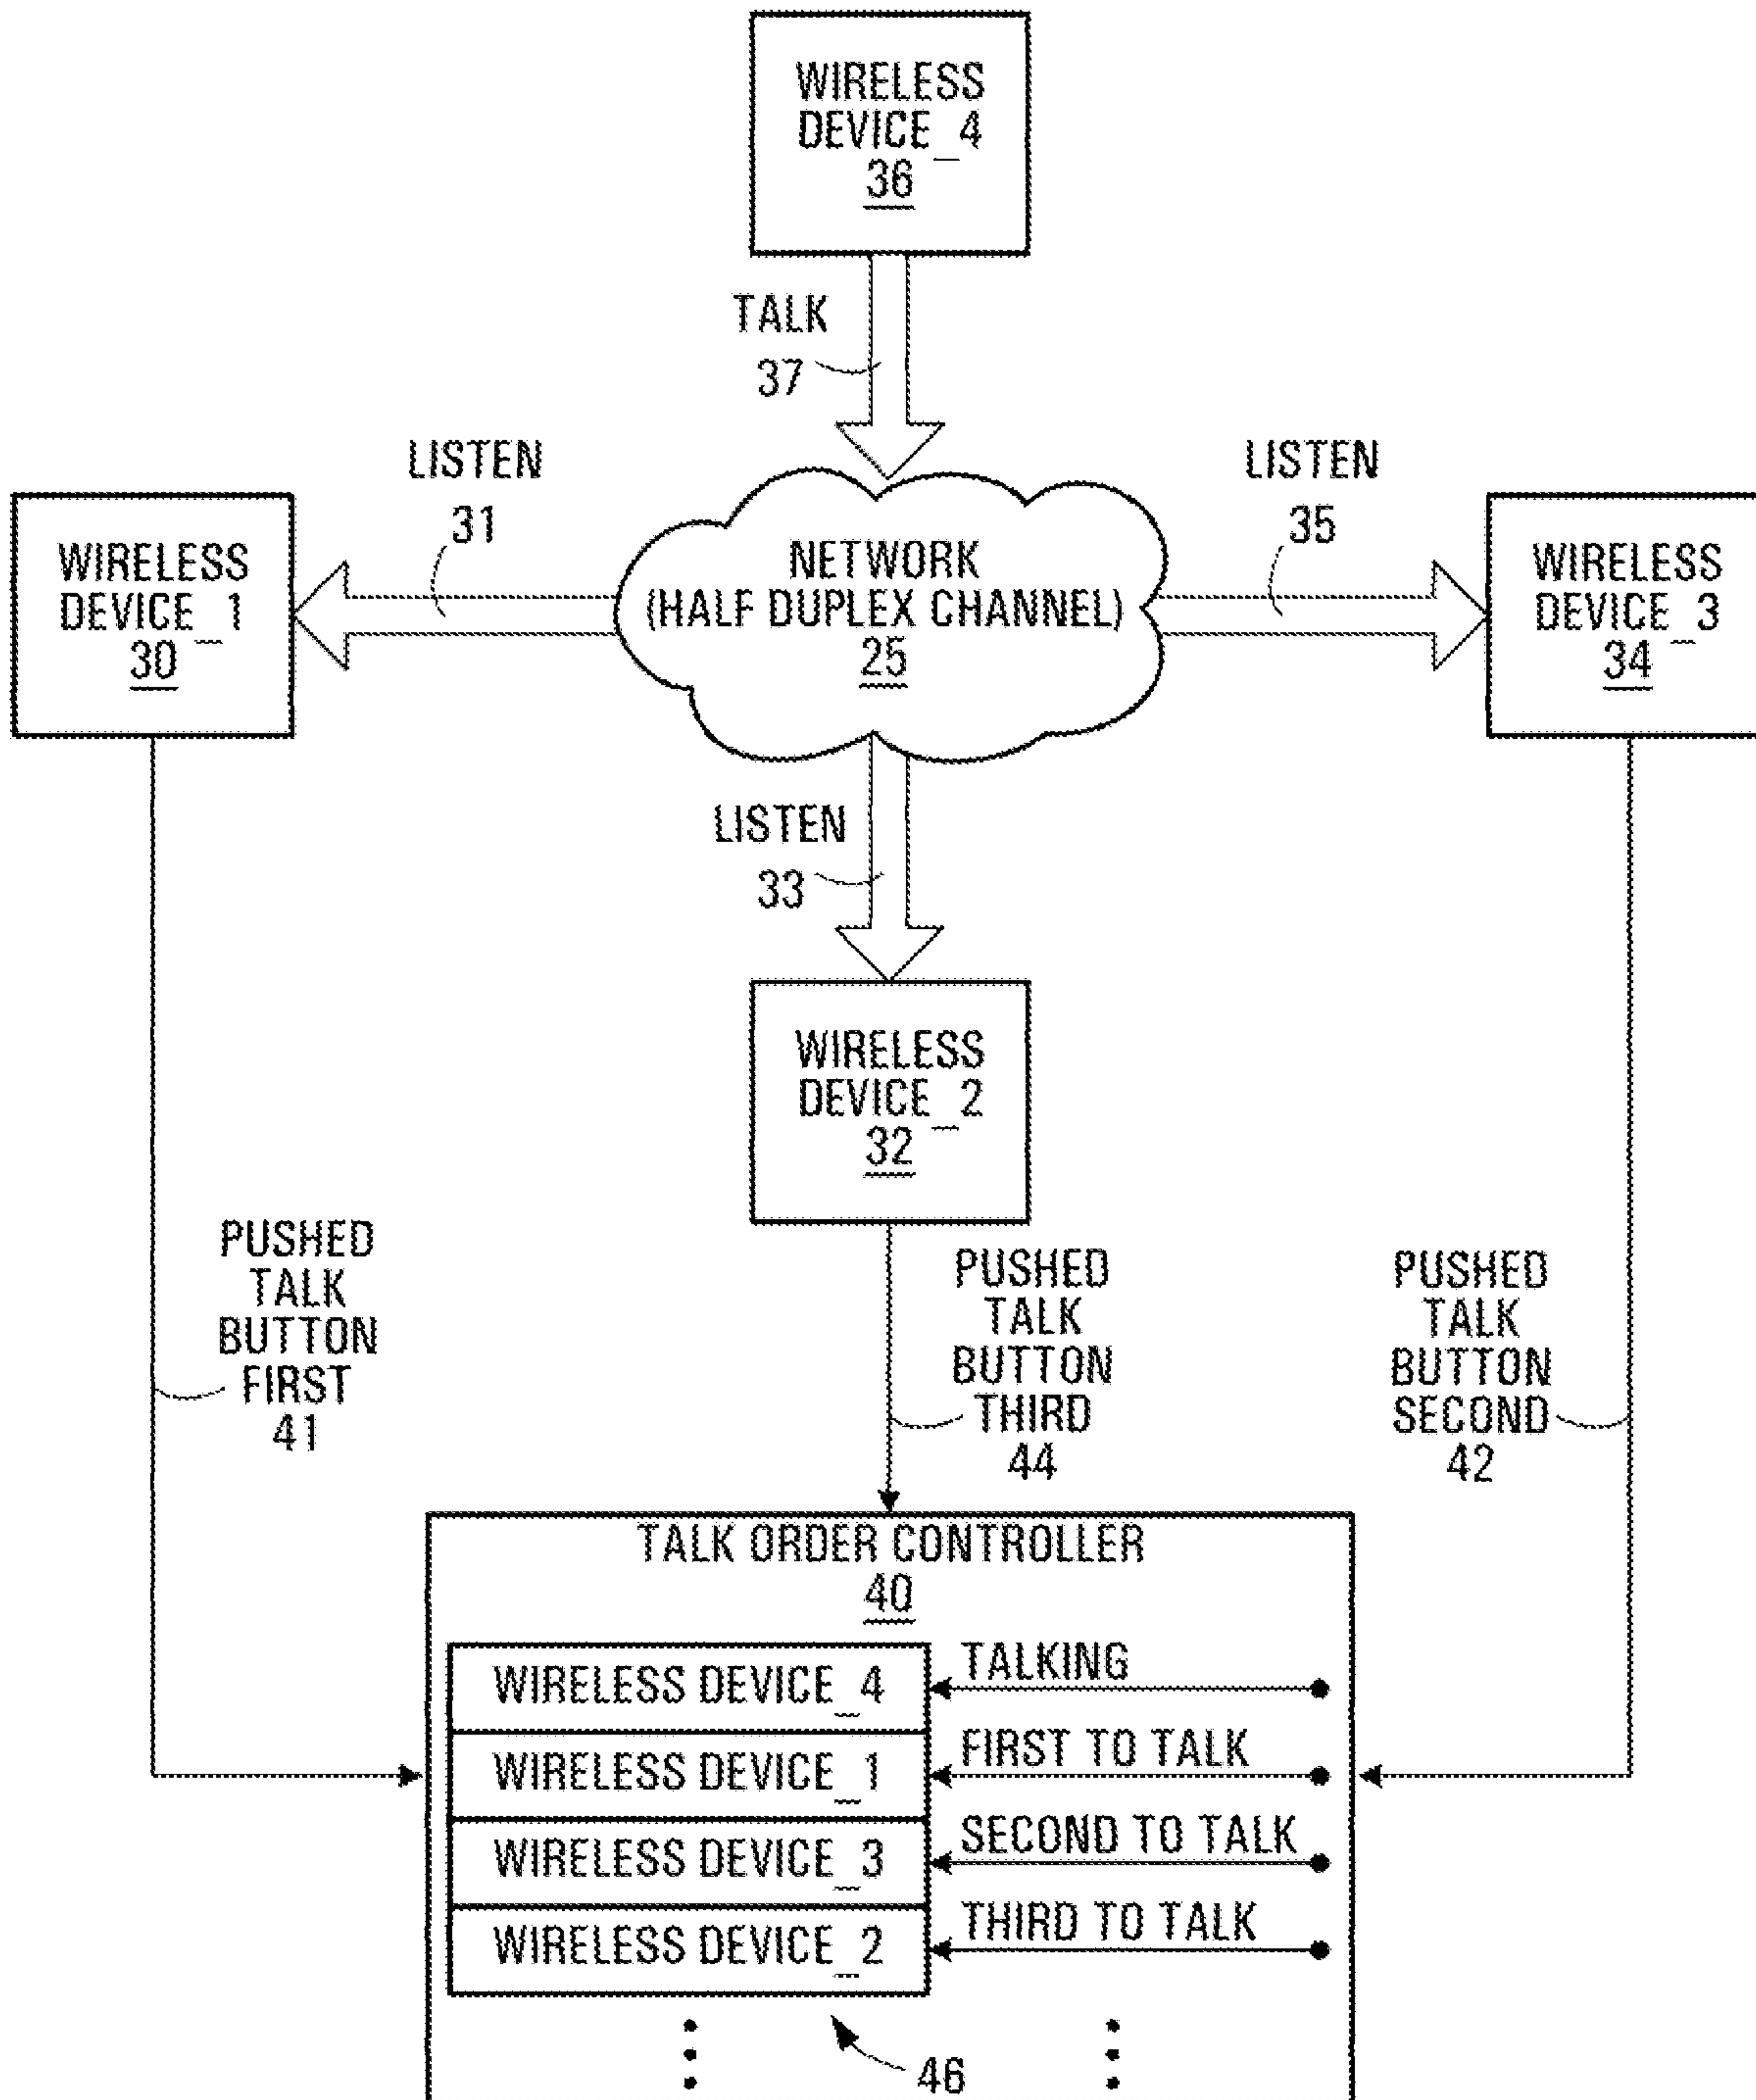 WIRELESS
DEVICE_4
36
TALK
37
LISTEN
31
LISTEN
35
WIRELESS
DEVICE_1
30
NETWORK
(HALF DUPLEX CHANNEL)
25
WIRELESS
DEVICE_3
34
LISTEN
33
WIRELESS
DEVICE_2
32
PUSHED
TALK
BUTTON
FIRST
41
PUSHED
TALK
BUTTON
THIRD
44
PUSHED
TALK
BUTTON
SECOND
42
TALK ORDER CONTROLLER
40
WIRELESS DEVICE_4
TALKING
WIRELESS DEVICE_1
FIRST TO TALK
WIRELESS DEVICE_3
SECOND TO TALK
WIRELESS DEVICE_2
THIRD TO TALK
46